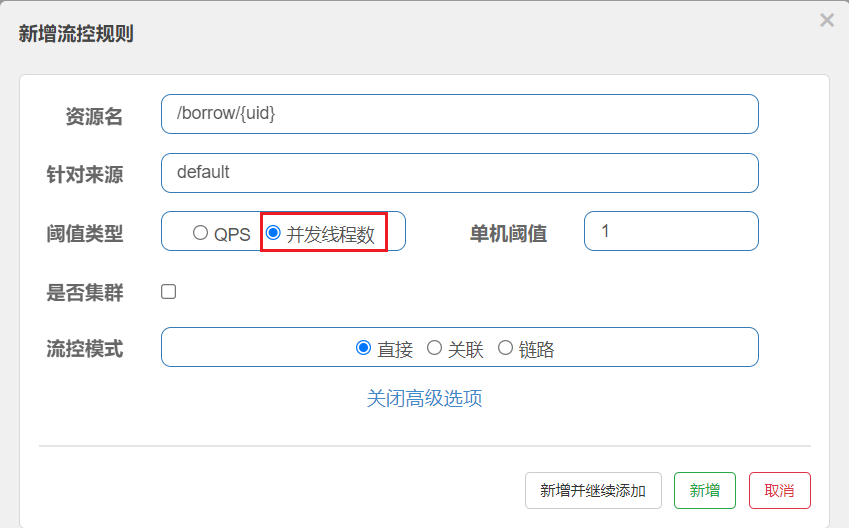 新增流控规则
×
资源名 /borrow/{uid}
针对来源 default
阈值类型 QPS 并发线程数 单机阈值 1
是否集群
流控模式 直接 关联 链路
关闭高级选项
新增并继续添加 新增 取消